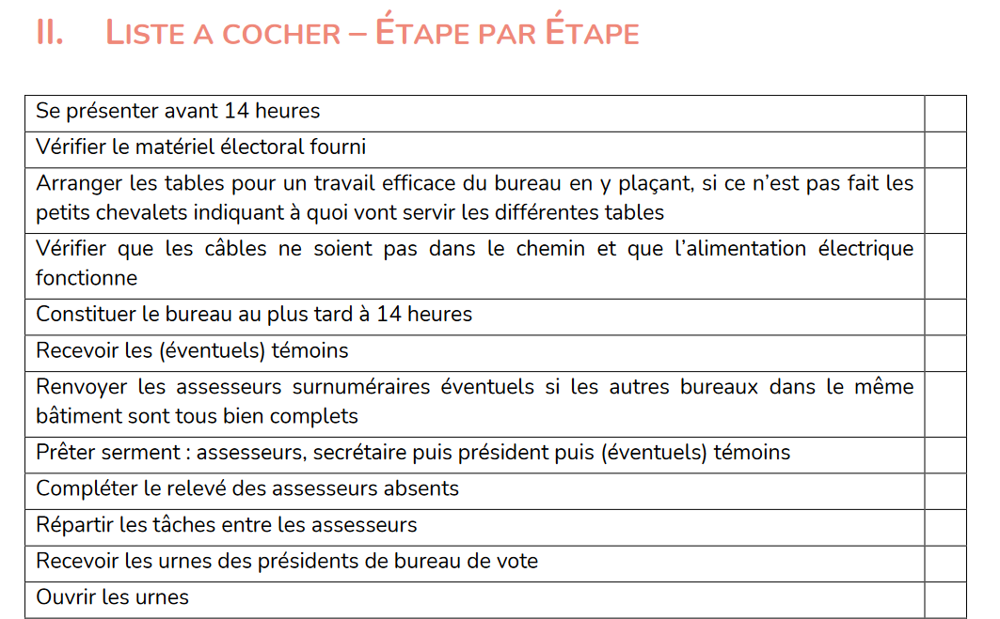 II. LISTE A COCHER – ÉTAPE PAR ÉTAPE
Se présenter avant 14 heures
Vérifier le matériel électoral fourni
Arranger les tables pour un travail efficace du bureau en y plaçant, si ce n’est pas fait les
petits chevalets indiquant à quoi vont servir les différentes tables
Vérifier que les câbles ne soient pas dans le chemin et que l’alimentation électrique
fonctionne
Constituer le bureau au plus tard à 14 heures
Recevoir les (éventuels) témoins
Renvoyer les assesseurs surnuméraires éventuels si les autres bureaux dans le même
bâtiment sont tous bien complets
Prêter serment : assesseurs, secrétaire puis président puis (éventuels) témoins
Compléter le relevé des assesseurs absents
Répartir les tâches entre les assesseurs
Recevoir les urnes des présidents de bureau de vote
Ouvrir les urnes